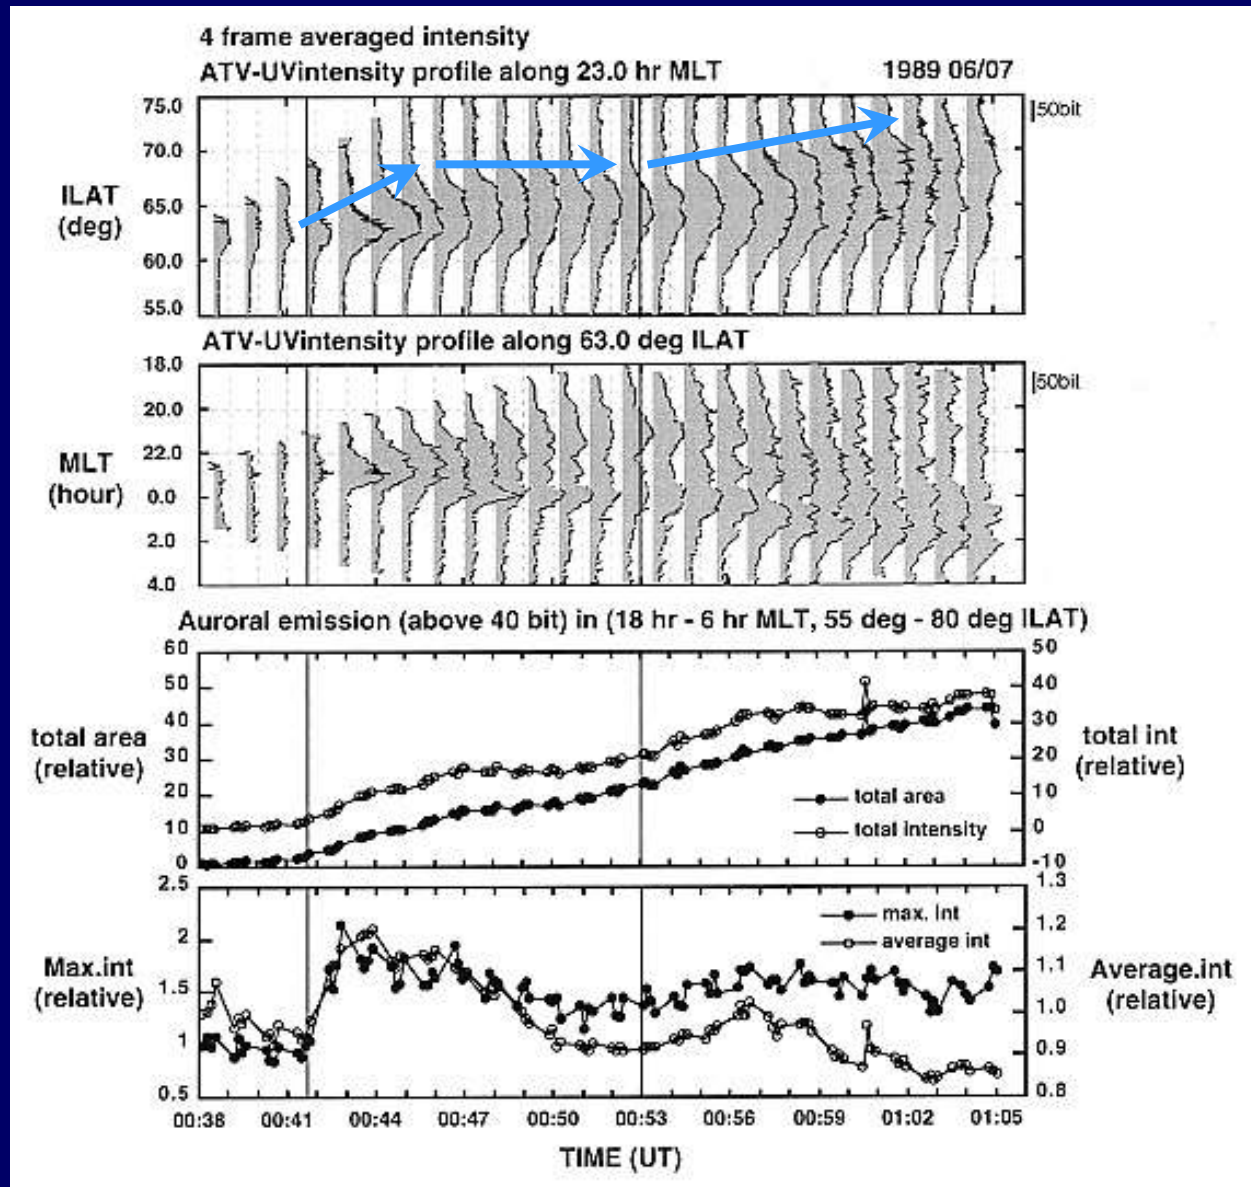 4 frame averaged intensity
ATV-UVintensity profile along 23.0 hr MLT 1989 06/07
75.0
70.0
65.0
60.0
55.0
ILAT
(deg)
|50bit
ATV-UVintensity profile along 63.0 deg ILAT
18.0
20.0
22.0
0.0
2.0
4.0
MLT
(hour)
|50bit
Auroral emission (above 40 bit) in (18 hr - 6 hr MLT, 55 deg - 80 deg ILAT)
60
50
40
30
20
10
0
total area
(relative)
50
40
30
20
10
0
-10
total int
(relative)
total area
total intensity
2.5
2
1.5
1
0.5
Max.int
(relative)
1.3
1.2
1.1
1.0
0.9
0.8
Average.int
(relative)
max. int
average int
00:38 00:41 00:44 00:47 00:50 00:53 00:56 00:59 01:02 01:05
TIME (UT)